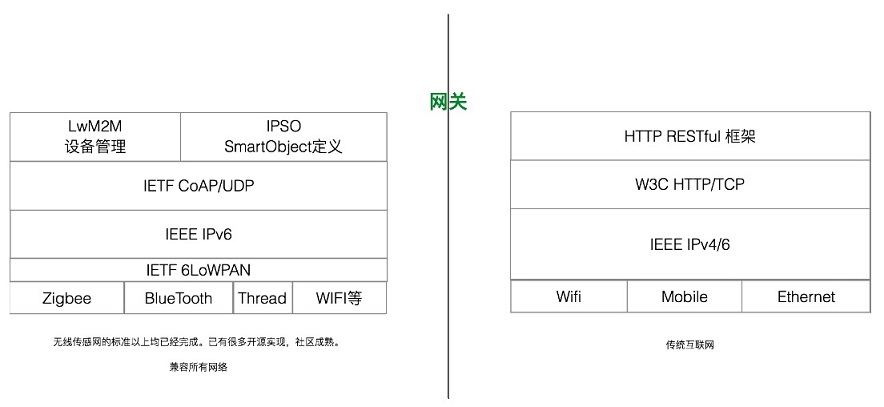 网关
LwM2M
设备管理
IPSO
SmartObject定义
IETF CoAP/UDP
IEEE IPv6
IETF 6LoWPAN
Zigbee
BlueTooth
Thread
WIFI等
无线传感网的标准以上均已经完成。已有很多开源实现，社区成熟。
兼容所有网络
HTTP RESTful 框架
W3C HTTP/TCP
IEEE IPv4/6
Wifi
Mobile
Ethernet
传统互联网